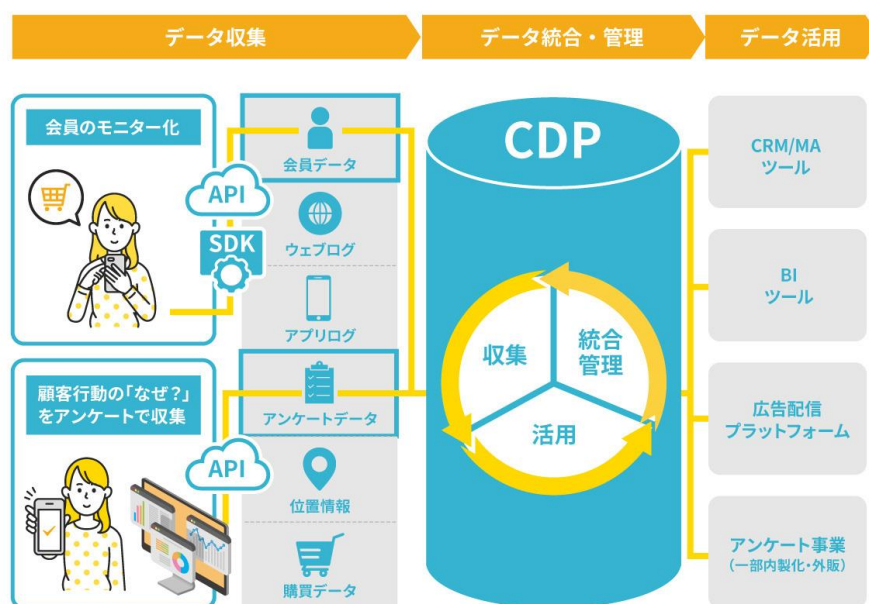 データ収集
データ統合・管理
データ活用
会員のモニター化
API
SDK
顧客行動の「なぜ？」
をアンケートで収集
API
会員データ
ウェブログ
アプリログ
アンケートデータ
位置情報
購買データ
CDP
収集
統合
管理
活用
CRM/MA
ツール
BI
ツール
広告配信
プラットフォーム
アンケート事業
（一部内製化・外販）